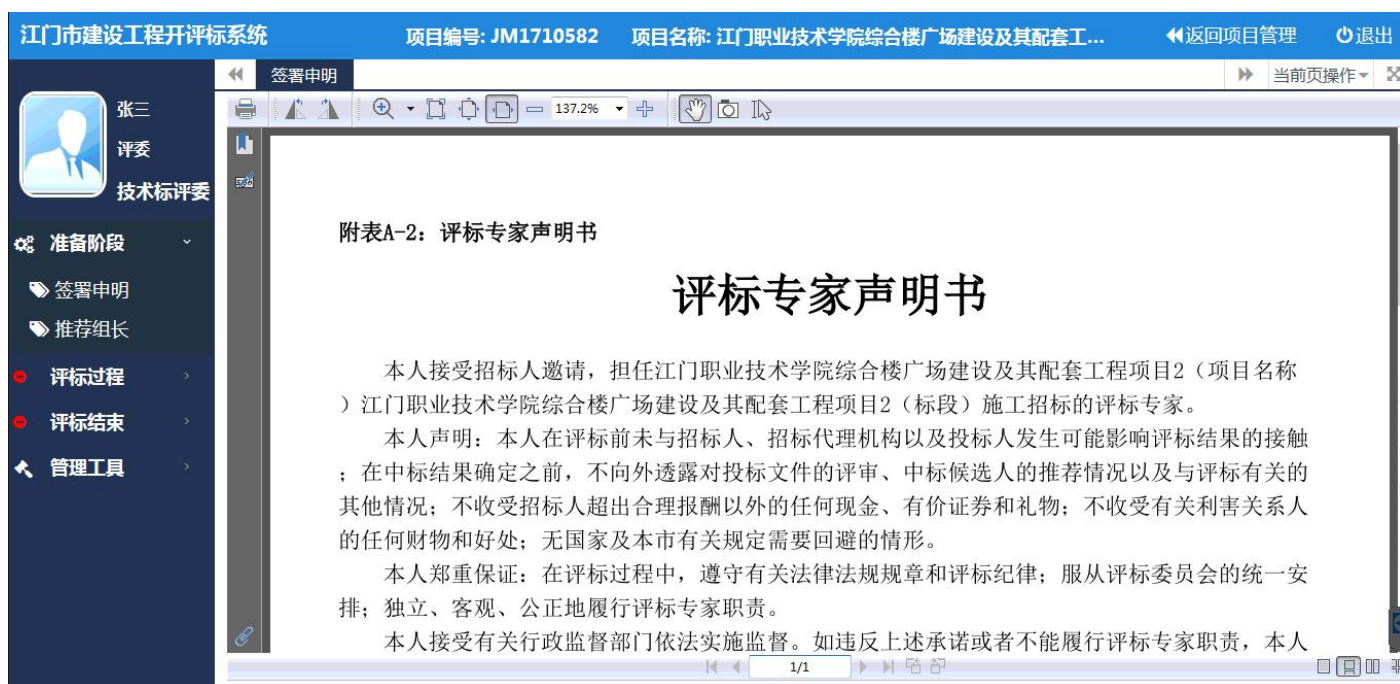 江门市建设工程开评标系统 项目编号: JM1710582 项目名称: 江门职业技术学院综合楼广场建设及其配套工... 返回项目管理 退出
签署申明 当前页操作
张三
评委
技术标评委
137.2%
准备阶段
签署申明
推荐组长
评标过程
评标结束
管理工具
附表A-2：评标专家声明书
评标专家声明书
本人接受招标人邀请，担任江门职业技术学院综合楼广场建设及其配套工程项目2（项目名称
）江门职业技术学院综合楼广场建设及其配套工程项目2（标段）施工招标的评标专家。
本人声明：本人在评标前未与招标人、招标代理机构以及投标人发生可能影响评标结果的接触
；在中标结果确定之前，不向外透露对投标文件的评审、中标候选人的推荐情况以及与评标有关的
其他情况；不收受招标人超出合理报酬以外的任何现金、有价证券和礼物；不收受有关利害关系人
的任何财物和好处；无国家及本市有关规定需要回避的情形。
本人郑重保证：在评标过程中，遵守有关法律法规规章和评标纪律；服从评标委员会的统一安
排；独立、客观、公正地履行评标专家职责。
本人接受有关行政监督部门依法实施监督。如违反上述承诺或者不能履行评标专家职责，本人
1/1